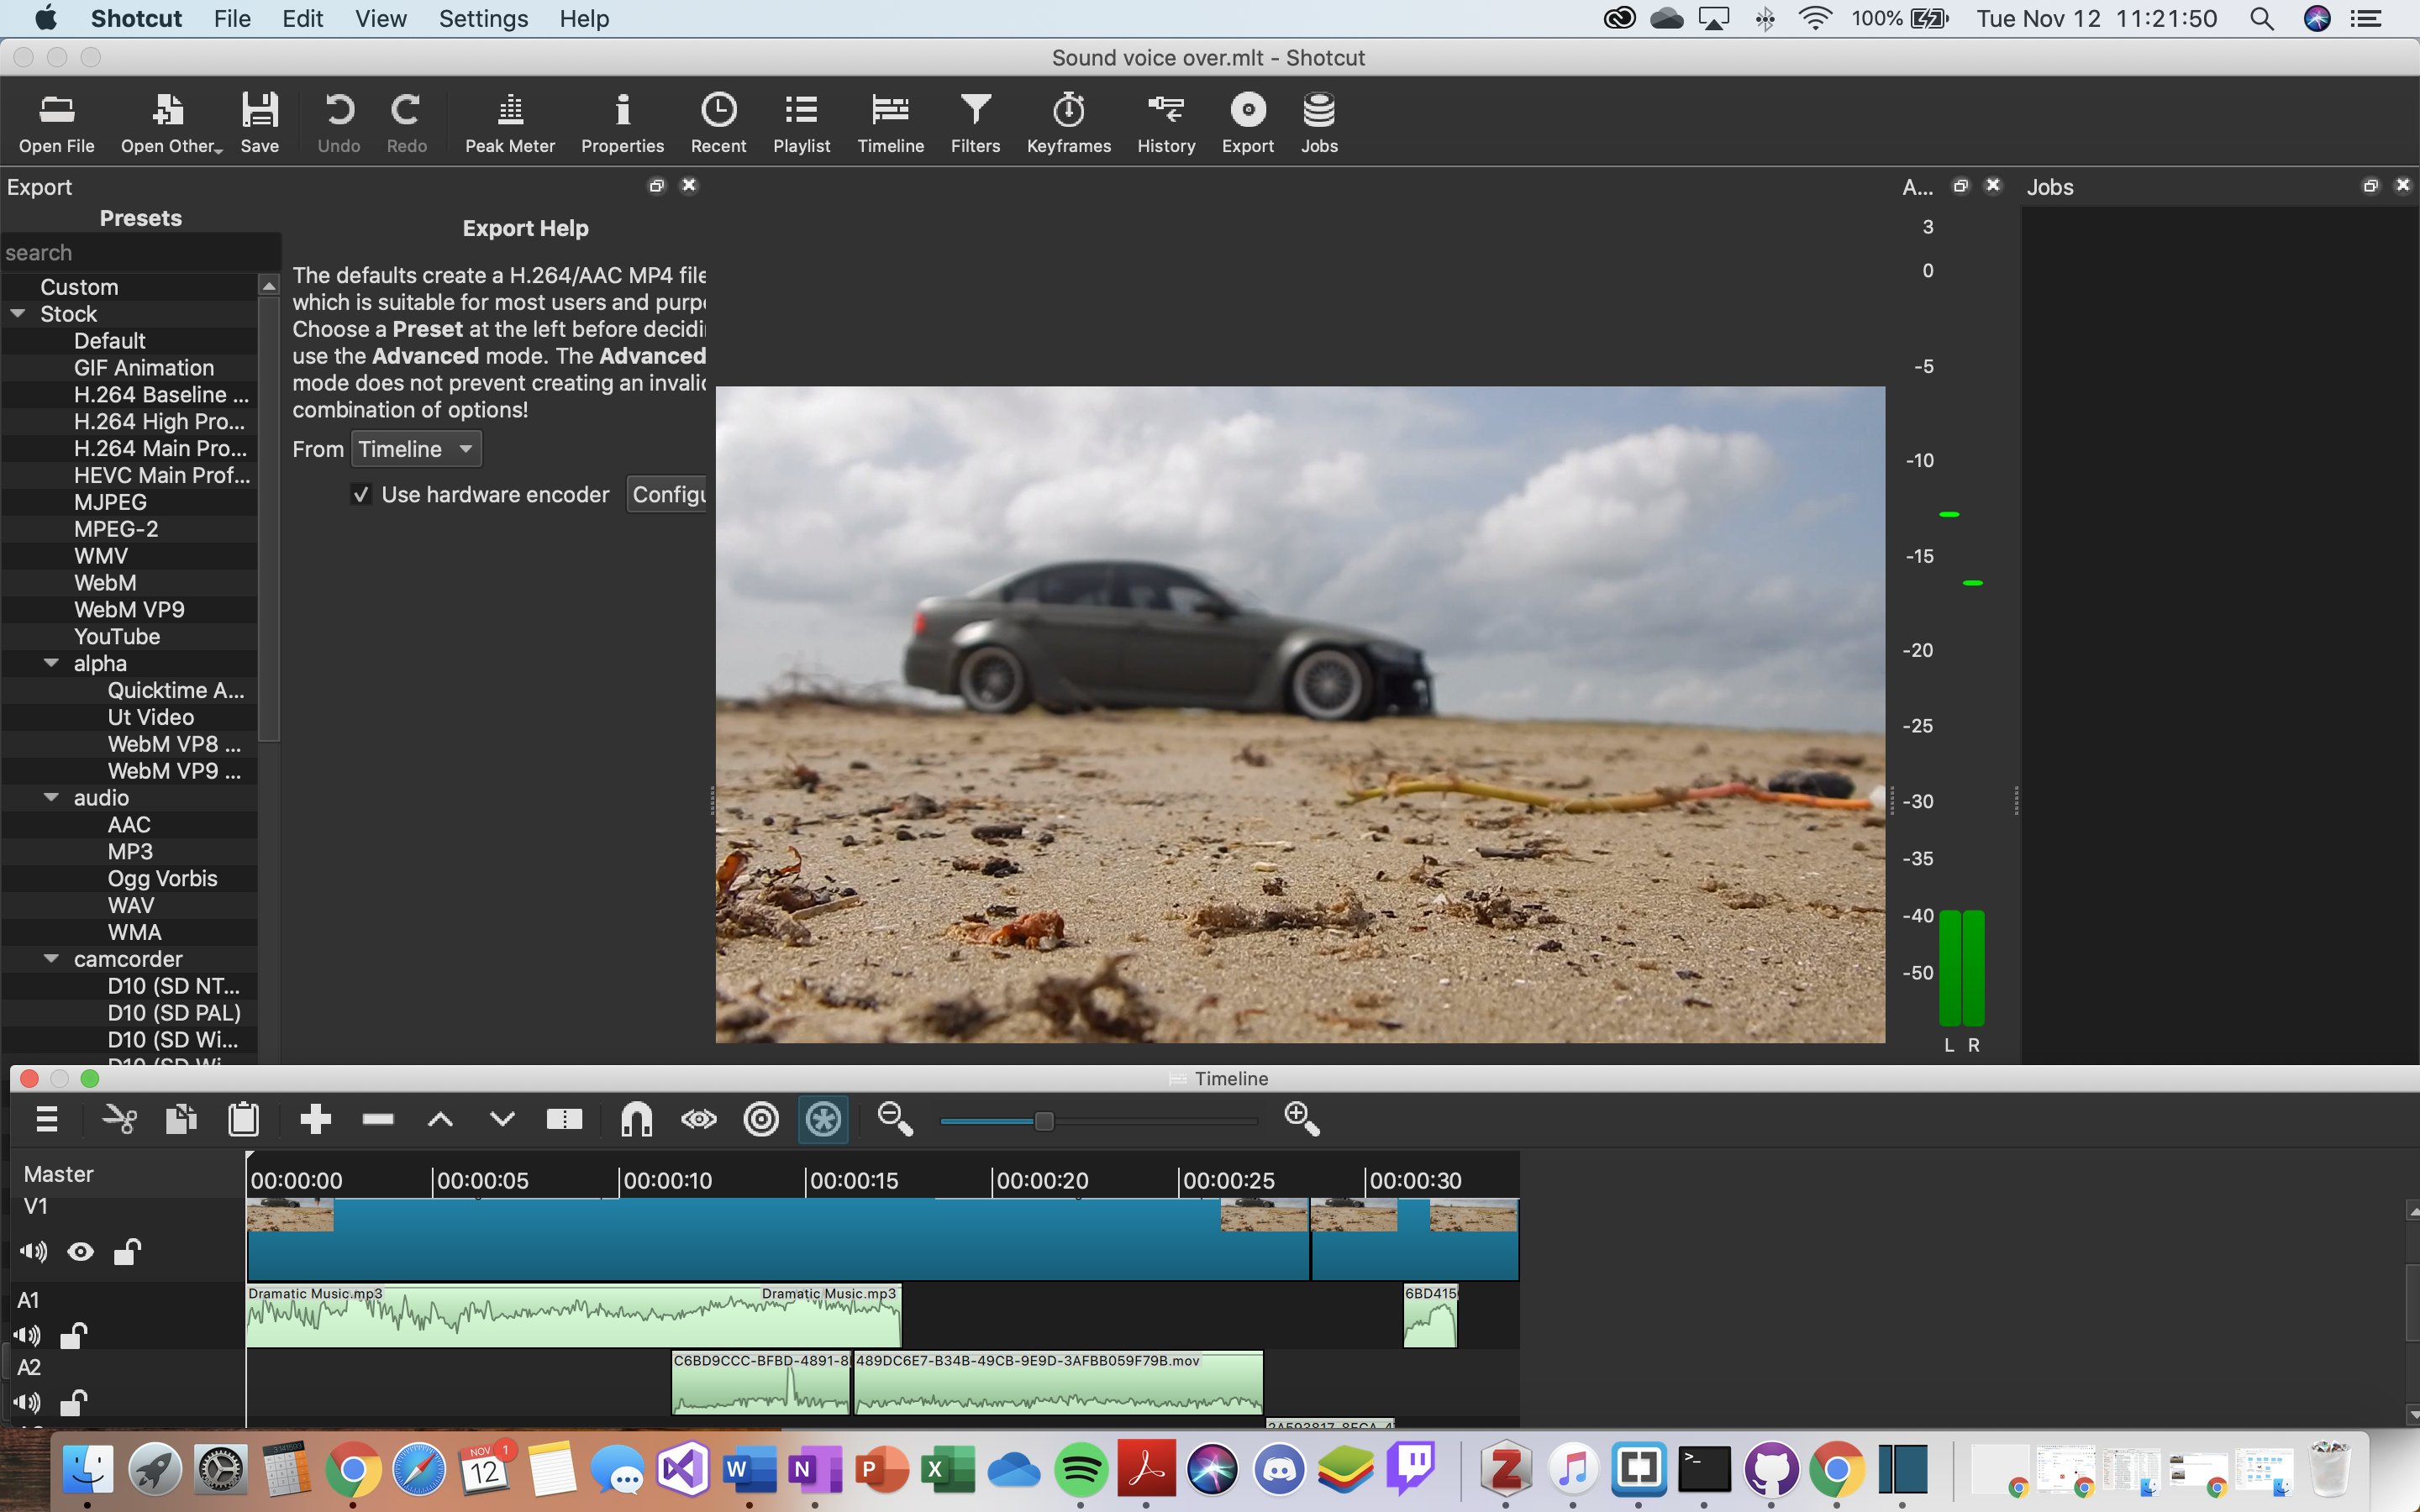 Shotcut File Edit View Settings Help 100% Tue Nov 12 11:21:50
Sound voice over.mlt - Shotcut
Open File Open Other... Save Undo Redo Peak Meter Properties Recent Playlist Timeline Filters Keyframes History Export Jobs
Export
Presets
search
Custom
Stock
Default
GIF Animation
H.264 Baseline ...
H.264 High Pro...
H.264 Main Pro...
HEVC Main Prof...
MJPEG
MPEG-2
WMV
WebM
WebM VP9
YouTube
alpha
Quicktime A...
Ut Video
WebM VP8 ...
WebM VP9 ...
audio
AAC
MP3
Ogg Vorbis
WAV
WMA
camcorder
D10 (SD NT...
D10 (SD PAL)
D10 (SD Wi...
D10 (SD Wi...
Export Help
The defaults create a H.264/AAC MP4 file
which is suitable for most users and purp
Choose a Preset at the left before decidi
use the Advanced mode. The Advanced
mode does not prevent creating an invali
combination of options!
From Timeline
Use hardware encoder Configu
A...
3
0
-5
-10
-15
-20
-25
-30
-35
-40
-50
L R
Jobs
Timeline
Master
00:00:00 00:00:05 00:00:10 00:00:15 00:00:20 00:00:25 00:00:30
V1
A1
Dramatic Music.mp3 Dramatic Music.mp3 6BD415
A2
C6BD9CCC-BFBD-4891-8 489DC6E7-B34B-49CB-9E9D-3AFBB059F79B.mov
3.141593
NOV 1
12
W N P X Z >_